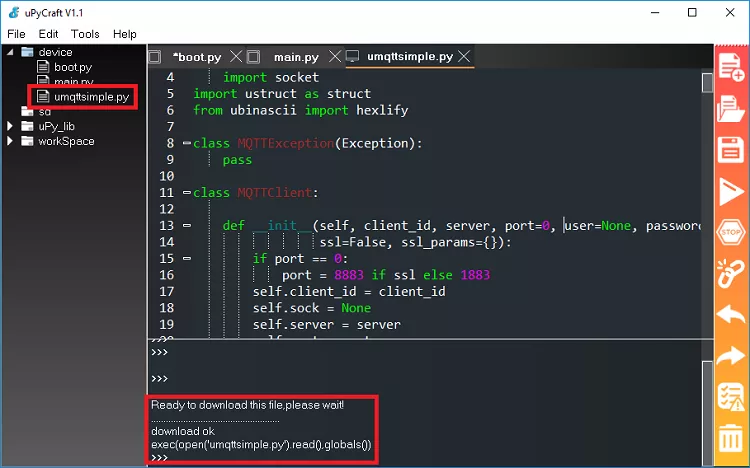 uPyCraft V1.1
File Edit Tools Help
device
boot.py
main.py
umqttsimple.py
sd
uPy_lib
workSpace
*boot.py main.py umqttsimple.py
4 import socket
5 import ustruct as struct
6 from ubinascii import hexlify
7
8 class MQTTException(Exception):
9 pass
10
11 class MQTTClient:
12
13 def __init__(self, client_id, server, port=0, user=None, password
14 ssl=False, ssl_params={}):
15 if port == 0:
16 port = 8883 if ssl else 1883
17 self.client_id = client_id
18 self.sock = None
19 self.server = server
>>>
>>>
Ready to download this file,please wait!
..................................................
download ok
exec(open('umqttsimple.py').read(),globals())
>>>
STOP